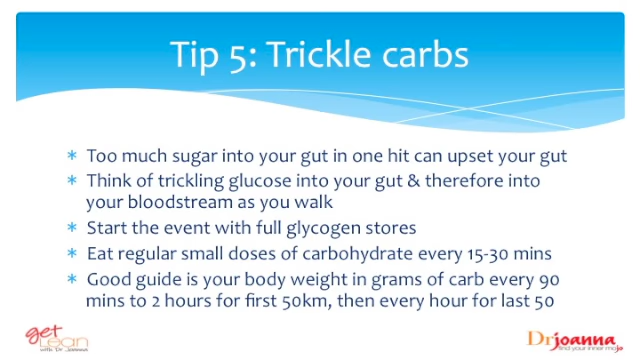 Tip 5: Trickle carbs
* Too much sugar into your gut in one hit can upset your gut
* Think of trickling glucose into your gut & therefore into
your bloodstream as you walk
* Start the event with full glycogen stores
* Eat regular small doses of carbohydrate every 15-30 mins
* Good guide is your body weight in grams of carb every 90
mins to 2 hours for first 50km, then every hour for last 50
get
Lean
with Dr Joanna
Drjoanna
find your inner mojo